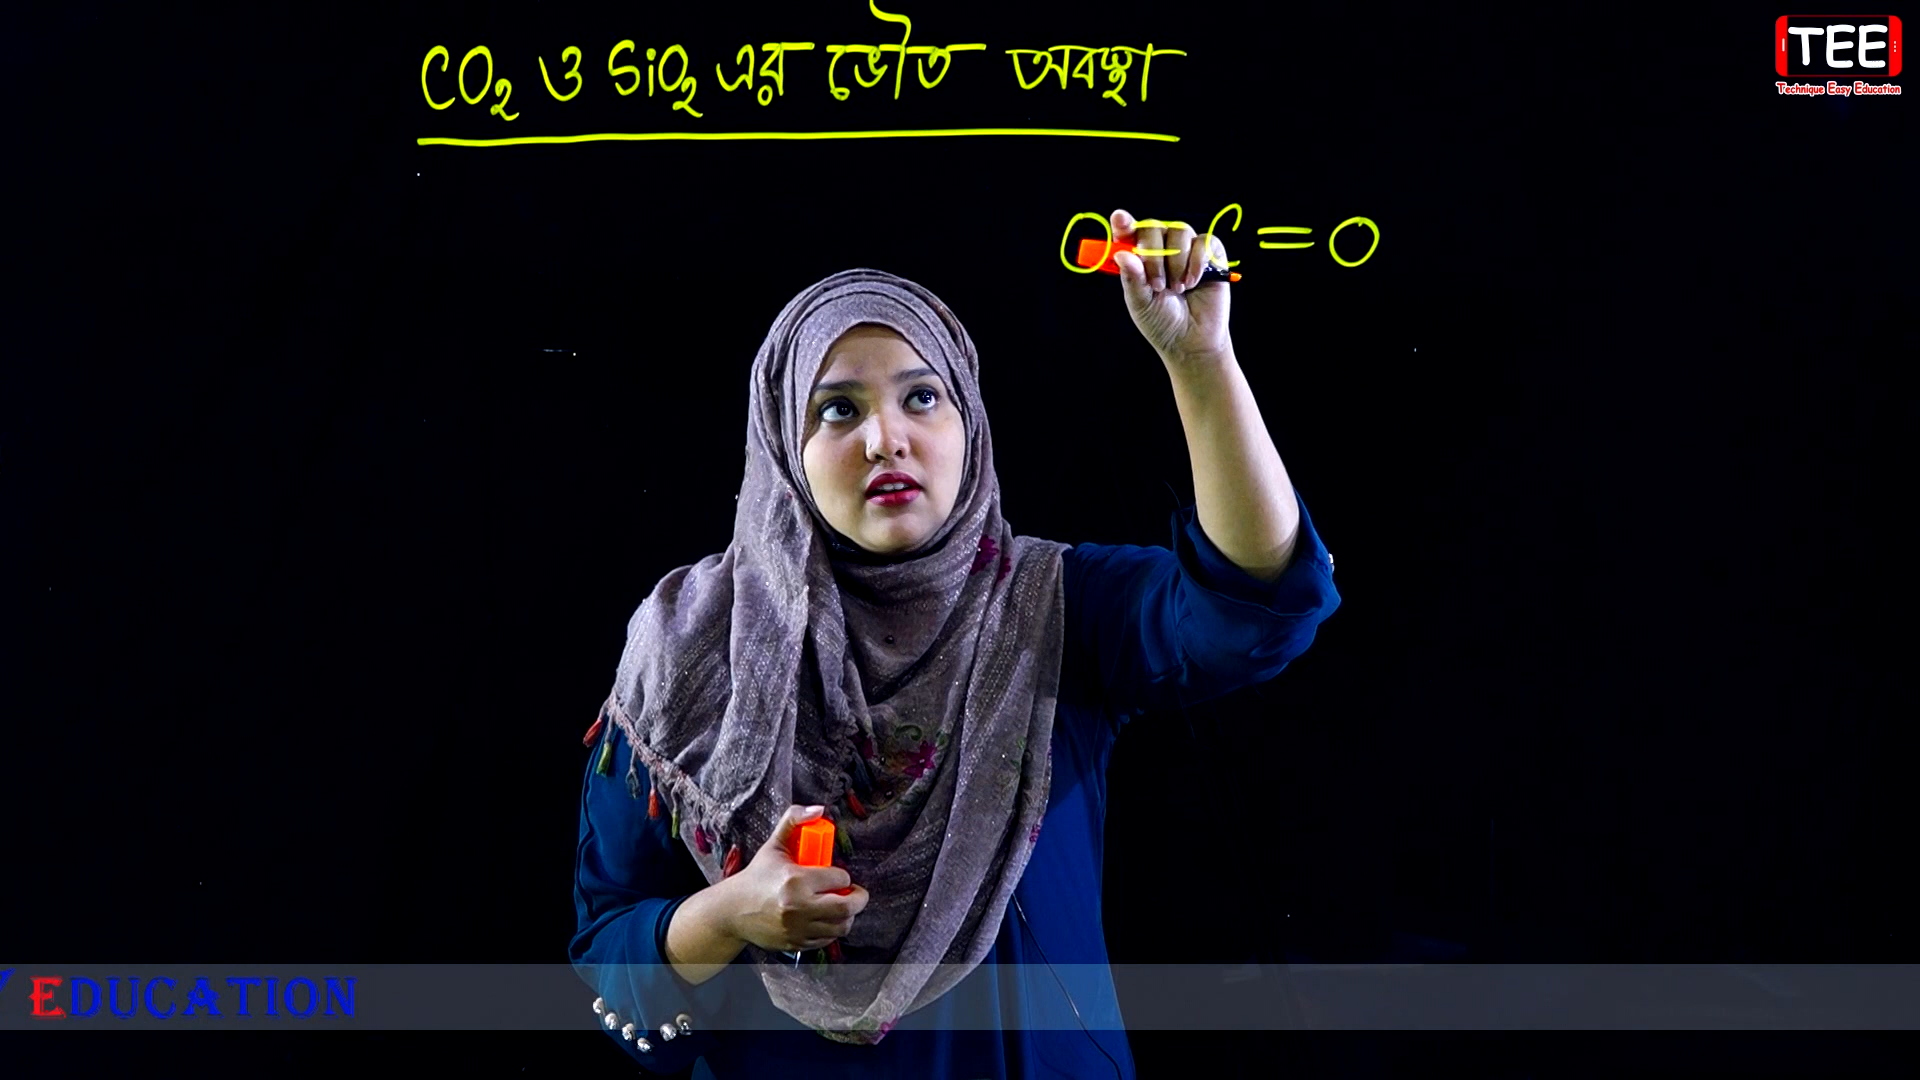 CO₂ ও SiO₂ এর ভৌত অবস্থা
TEE
Technique Easy Education
O = C = O
EDUCATION